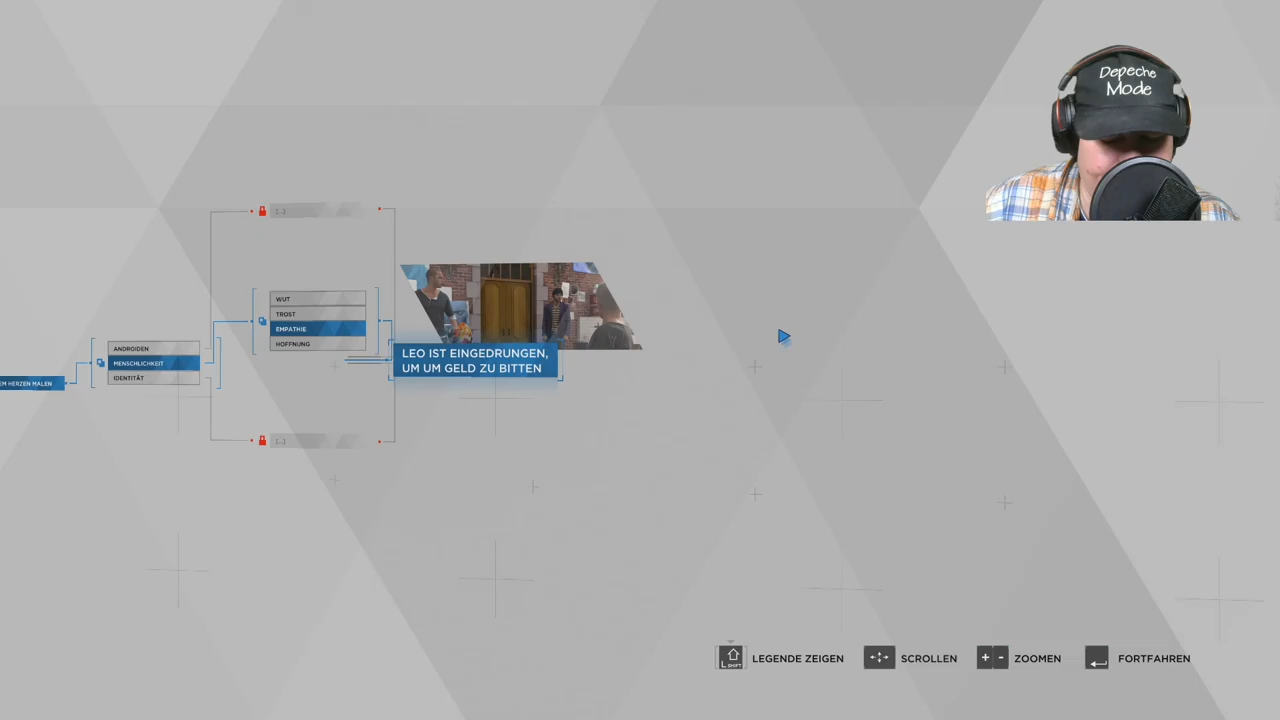 Depeche
Mode
[...]
WUT
TROST
EMPATHIE
HOFFNUNG
ANDROIDEN
MENSCHLICHKEIT
IDENTITÄT
EM HERZEN MALEN
LEO IST EINGEDRUNGEN,
UM UM GELD ZU BITTEN
[...]
L SHIFT
LEGENDE ZEIGEN
SCROLLEN
+ -
ZOOMEN
FORTFAHREN